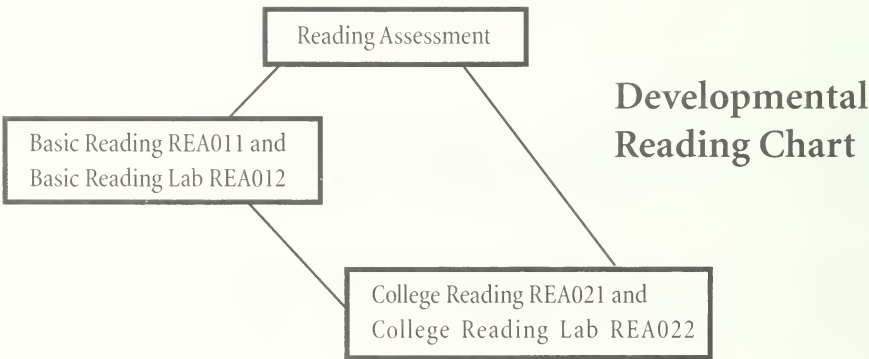 Reading Assessment
Developmental
Reading Chart
Basic Reading REA011 and
Basic Reading Lab REA012
College Reading REA021 and
College Reading Lab REA022